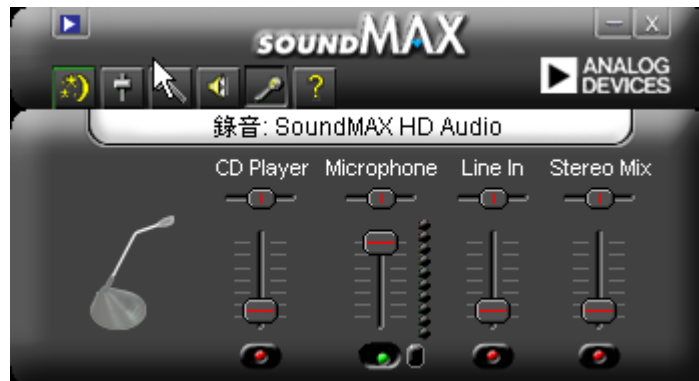 soundMAX
ANALOG
DEVICES
錄音: SoundMAX HD Audio
CD Player Microphone Line In Stereo Mix